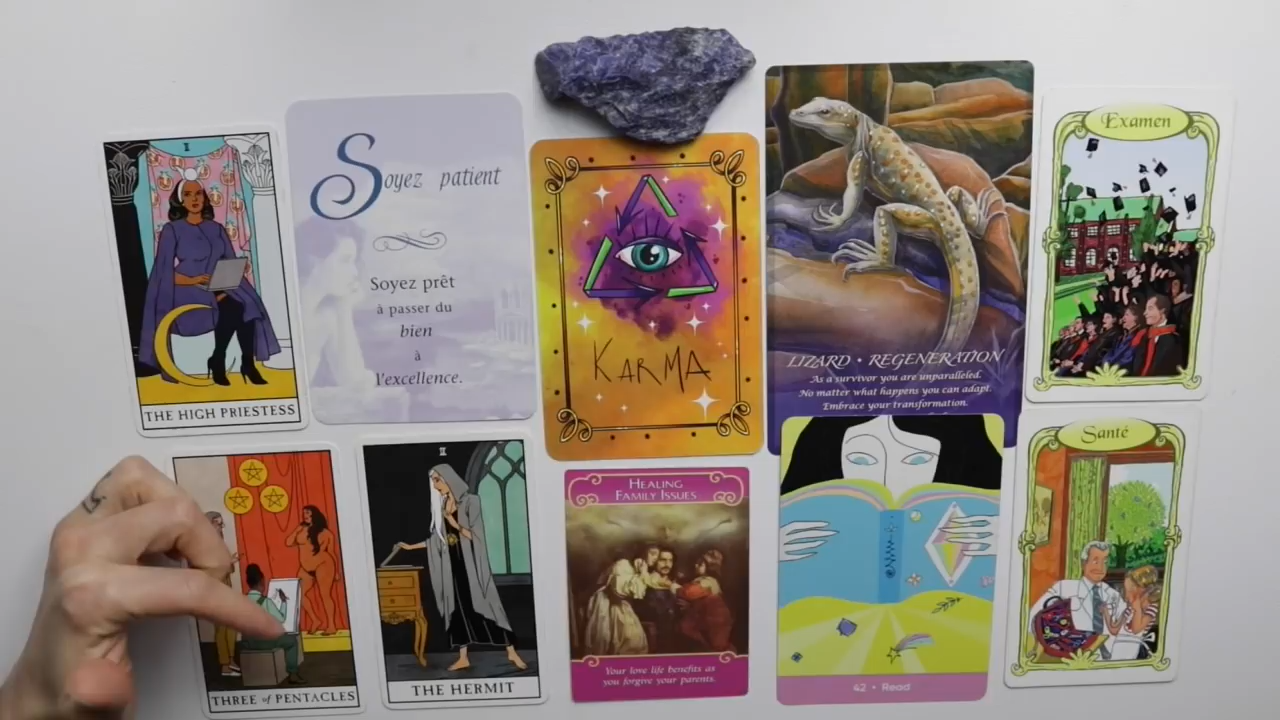 II
THE HIGH PRIESTESS
Soyez patient
Soyez prêt
à passer du
bien
à
l'excellence.
KARMA
LIZARD • REGENERATION
As a survivor you are unparalleled.
No matter what happens you can adapt.
Embrace your transformation.
Examen
THREE of PENTACLES
II
THE HERMIT
HEALING
FAMILY ISSUES
Your love life benefits as
you forgive your parents.
42 • Read
Santé